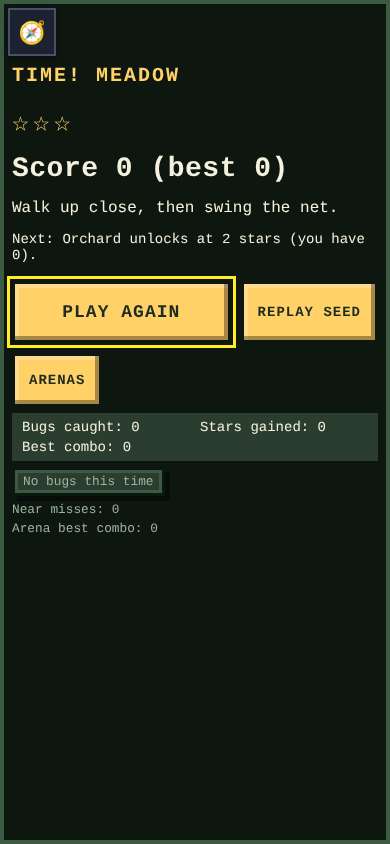 TIME! MEADOW
☆☆☆
Score 0 (best 0)
Walk up close, then swing the net.
Next: Orchard unlocks at 2 stars (you have
0).
PLAY AGAIN
REPLAY SEED
ARENAS
Bugs caught: 0
Stars gained: 0
Best combo: 0
No bugs this time
Near misses: 0
Arena best combo: 0